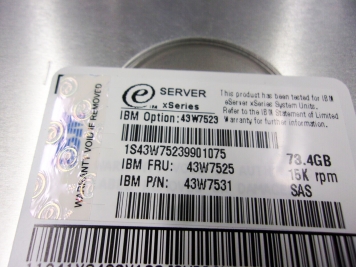 SERVER
IBM xSeries
This product has been tested for IBM
eServer xSeries System Units.
Refer to the IBM Statement of Limited
Warranty for further information.
IBM Option: 43W7523
1S43W75239901075
73.4GB
IBM FRU: 43W7525
15K rpm
IBM P/N: 43W7531
SAS
WARRANTY VOID IF REMOVED